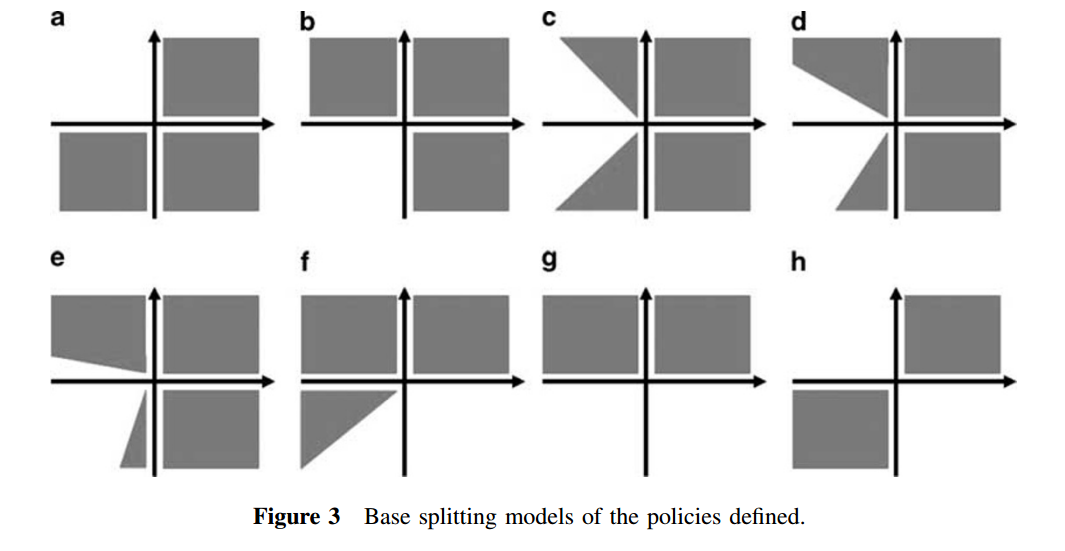 a
b
c
d
e
f
g
h
Figure 3 Base splitting models of the policies defined.